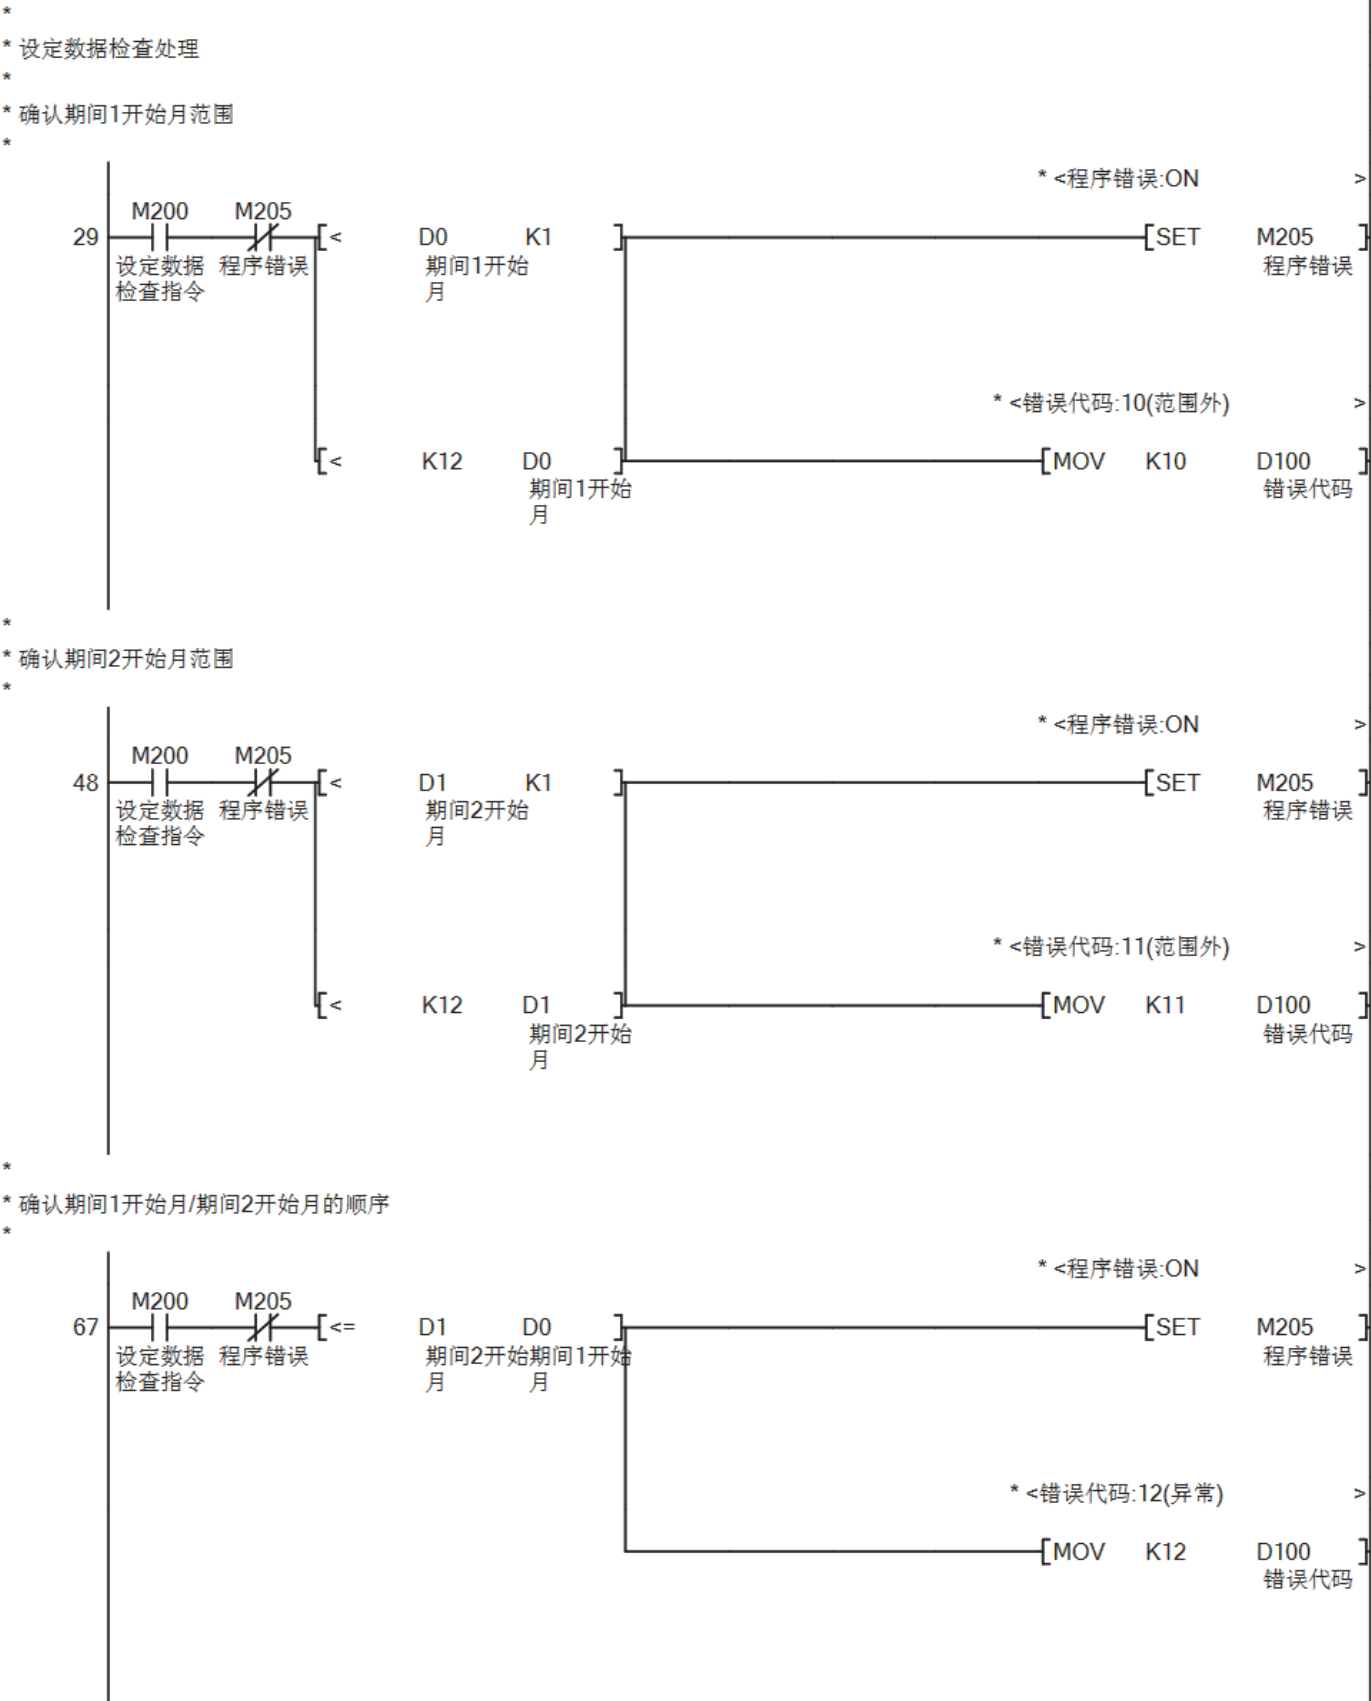 *
* 设定数据检查处理
*
* 确认期间1开始月范围
*
* <程序错误:ON >
M200 M205
29 [< D0 K1 ] [SET M205 ]
设定数据 程序错误 期间1开始 程序错误
检查指令 月
* <错误代码:10(范围外) >
[< K12 D0 ] [MOV K10 D100 ]
期间1开始 错误代码
月
*
* 确认期间2开始月范围
*
* <程序错误:ON >
M200 M205
48 [< D1 K1 ] [SET M205 ]
设定数据 程序错误 期间2开始 程序错误
检查指令 月
* <错误代码:11(范围外) >
[< K12 D1 ] [MOV K11 D100 ]
期间2开始 错误代码
月
*
* 确认期间1开始月/期间2开始月的顺序
*
* <程序错误:ON >
M200 M205
67 [<= D1 D0 ] [SET M205 ]
设定数据 程序错误 期间2开始期间1开始 程序错误
检查指令 月 月
* <错误代码:12(异常) >
[MOV K12 D100 ]
错误代码